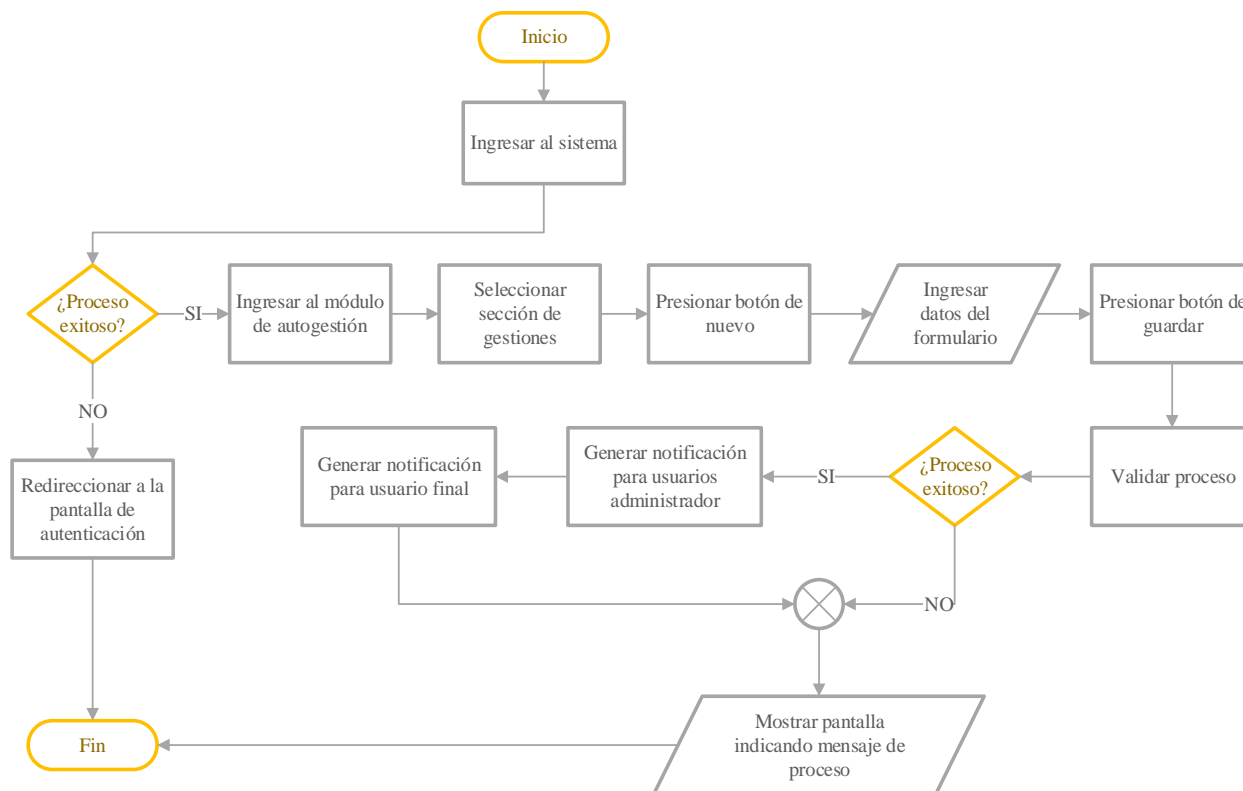 Inicio
Ingresar al sistema
¿Proceso
exitoso?
SI
Ingresar al módulo
de autogestión
Seleccionar
sección de
gestiones
Presionar botón de
nuevo
Ingresar
datos del
formulario
Presionar botón de
guardar
NO
Redireccionar a la
pantalla de
autenticación
Generar notificación
para usuario final
Generar notificación
para usuarios
administrador
SI
¿Proceso
exitoso?
Validar proceso
NO
Fin
Mostrar pantalla
indicando mensaje de
proceso